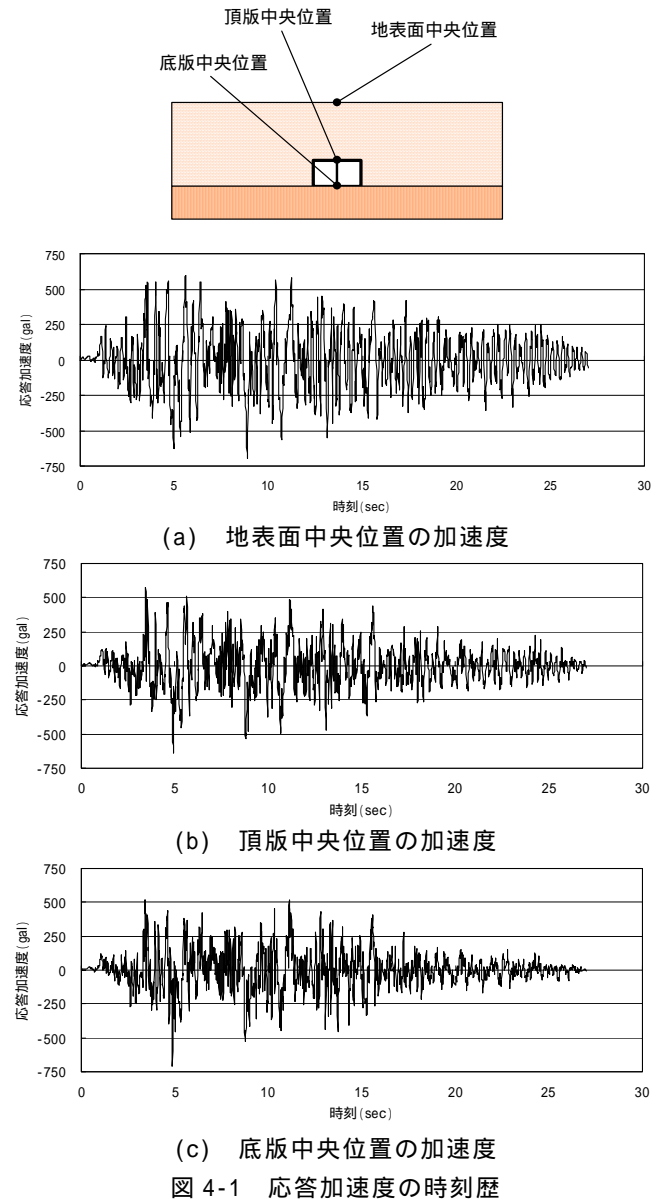 頂版中央位置
地表面中央位置
底版中央位置
750
500
250
0
-250
-500
-750
応答加速度(gal)
0 5 10 15 20 25 30
時刻(sec)
(a) 地表面中央位置の加速度
750
500
250
0
-250
-500
-750
応答加速度(gal)
0 5 10 15 20 25 30
時刻(sec)
(b) 頂版中央位置の加速度
750
500
250
0
-250
-500
-750
応答加速度(gal)
0 5 10 15 20 25 30
時刻(sec)
(c) 底版中央位置の加速度
図 4-1 応答加速度の時刻歴